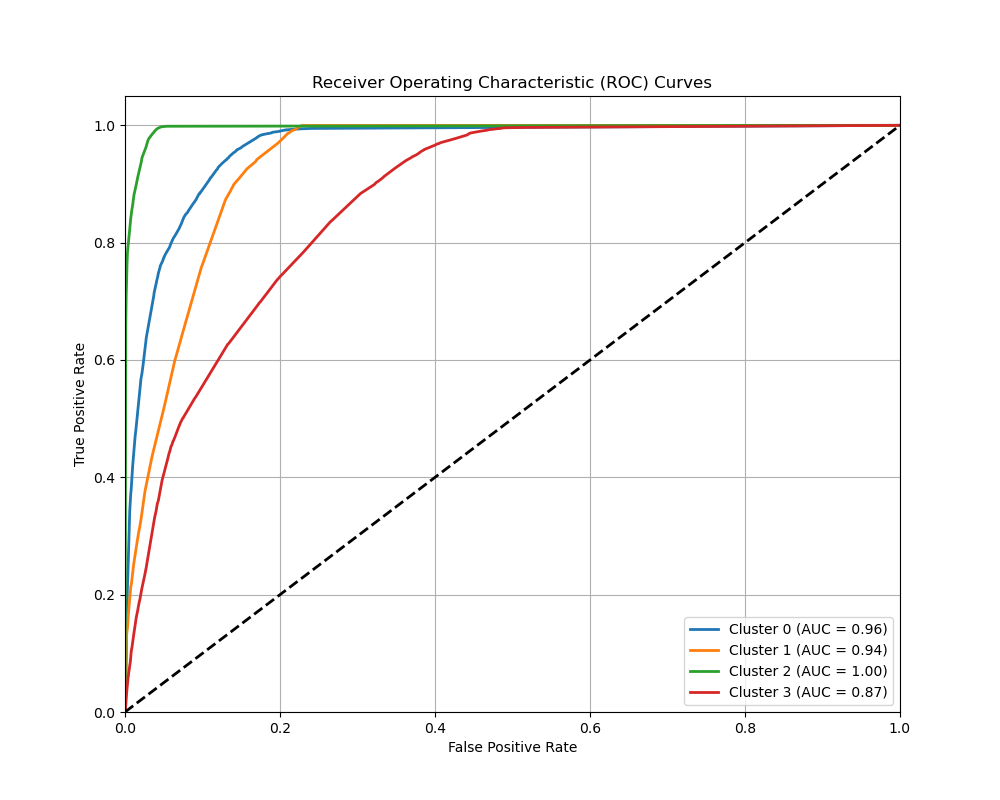 Receiver Operating Characteristic (ROC) Curves
True Positive Rate
1.0
0.8
0.6
0.4
0.2
0.0
0.0 0.2 0.4 0.6 0.8 1.0
False Positive Rate
Cluster 0 (AUC = 0.96)
Cluster 1 (AUC = 0.94)
Cluster 2 (AUC = 1.00)
Cluster 3 (AUC = 0.87)